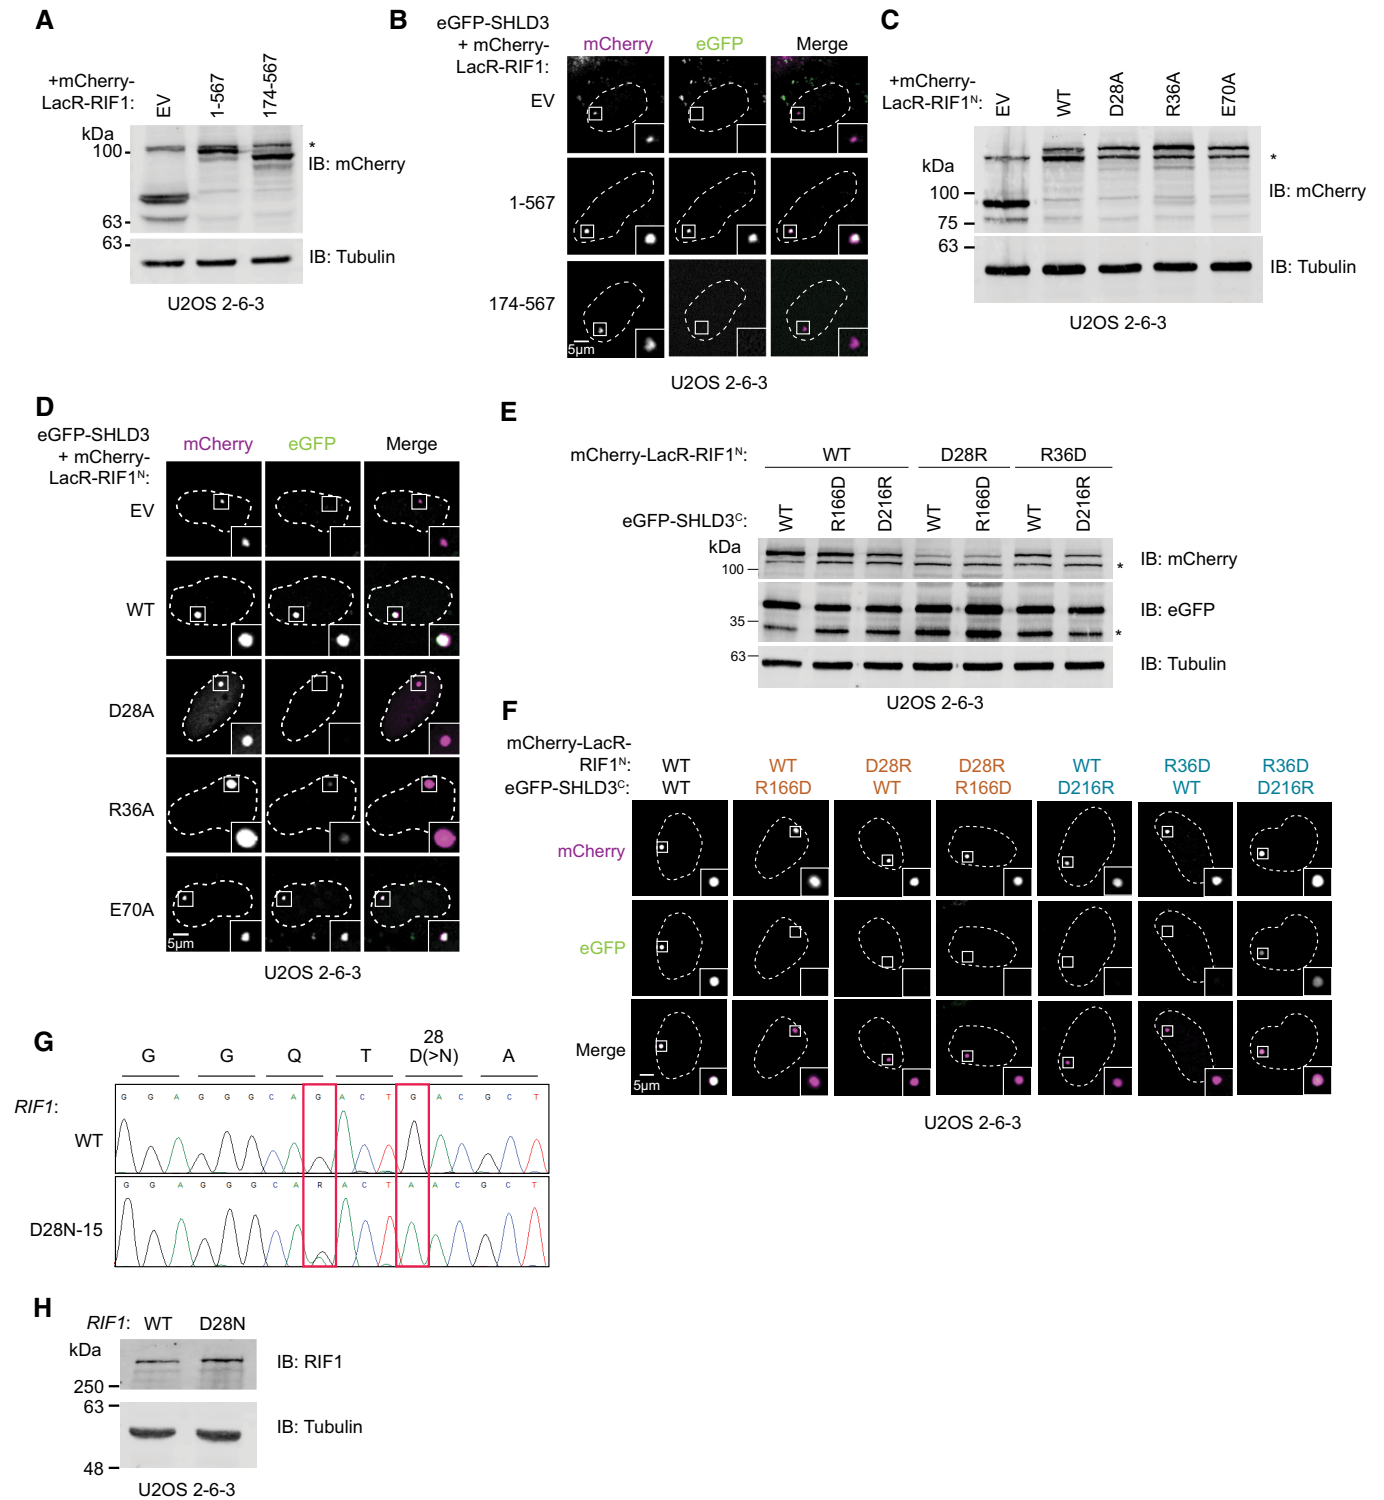 A
+mCherry-
LacR-RIF1:
EV
1-567
174-567
kDa
100
*
IB: mCherry
63
63
IB: Tubulin
U2OS 2-6-3
B
eGFP-SHLD3
+ mCherry-
LacR-RIF1:
mCherry
eGFP
Merge
EV
1-567
174-567
5µm
U2OS 2-6-3
C
+mCherry-
LacR-RIF1ᴺ:
EV
WT
D28A
R36A
E70A
kDa
*
100
IB: mCherry
75
63
IB: Tubulin
U2OS 2-6-3
D
eGFP-SHLD3
+ mCherry-
LacR-RIF1ᴺ:
mCherry
eGFP
Merge
EV
WT
D28A
R36A
E70A
5µm
U2OS 2-6-3
E
mCherry-LacR-RIF1ᴺ: WT D28R R36D
eGFP-SHLD3ᶜ: WT R166D D216R WT R166D WT D216R
kDa
IB: mCherry
100
*
IB: eGFP
35
*
63
IB: Tubulin
U2OS 2-6-3
F
mCherry-LacR-
RIF1ᴺ: WT WT D28R D28R WT R36D R36D
eGFP-SHLD3ᶜ: WT R166D WT R166D D216R WT D216R
mCherry
eGFP
Merge
5µm
U2OS 2-6-3
G
28
G G Q T D(>N) A
RIF1:
G G A G G G C A G A C T G A C G C T
WT
G G A G G G C A R A C T A A C G C T
D28N-15
H
RIF1: WT D28N
kDa
IB: RIF1
250
63
IB: Tubulin
48
U2OS 2-6-3